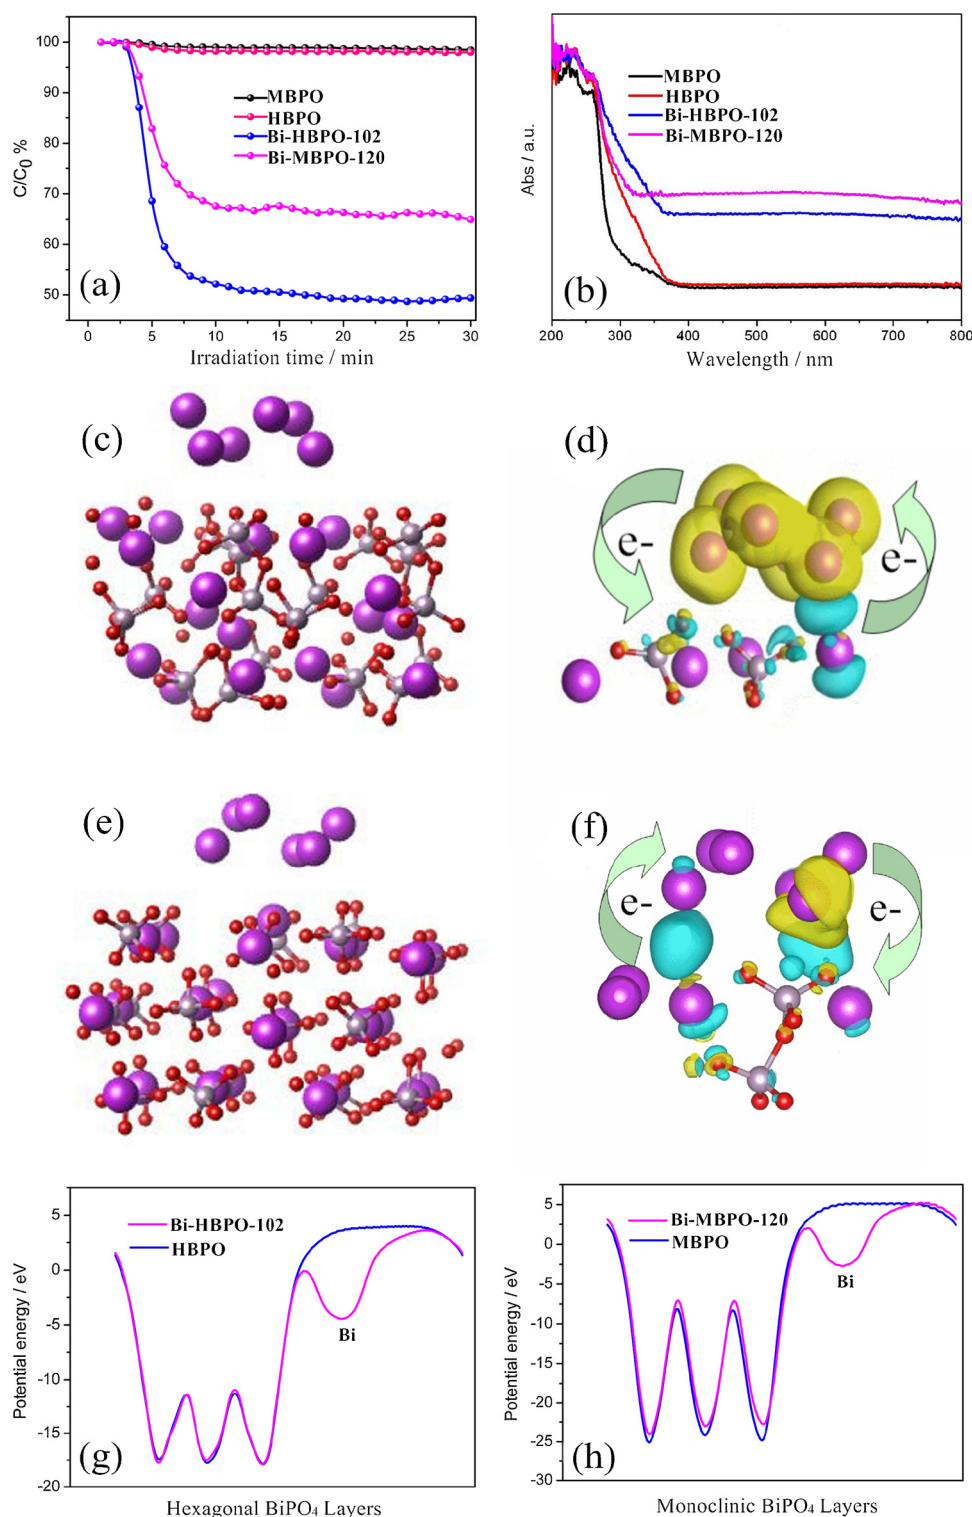 100
90
80
70
60
50
C/C0 %
MBPO
HBPO
Bi-HBPO-102
Bi-MBPO-120
(a)
0 5 10 15 20 25 30
Irradiation time / min
Abs / a.u.
MBPO
HBPO
Bi-HBPO-102
Bi-MBPO-120
(b)
200 300 400 500 600 700 800
Wavelength / nm
(c)
(d)
e-
e-
(e)
(f)
e-
e-
5
0
-5
-10
-15
-20
Potential energy / eV
Bi-HBPO-102
HBPO
Bi
(g)
Hexagonal BiPO4 Layers
5
0
-5
-10
-15
-20
-25
-30
Potential energy / eV
Bi-MBPO-120
MBPO
Bi
(h)
Monoclinic BiPO4 Layers